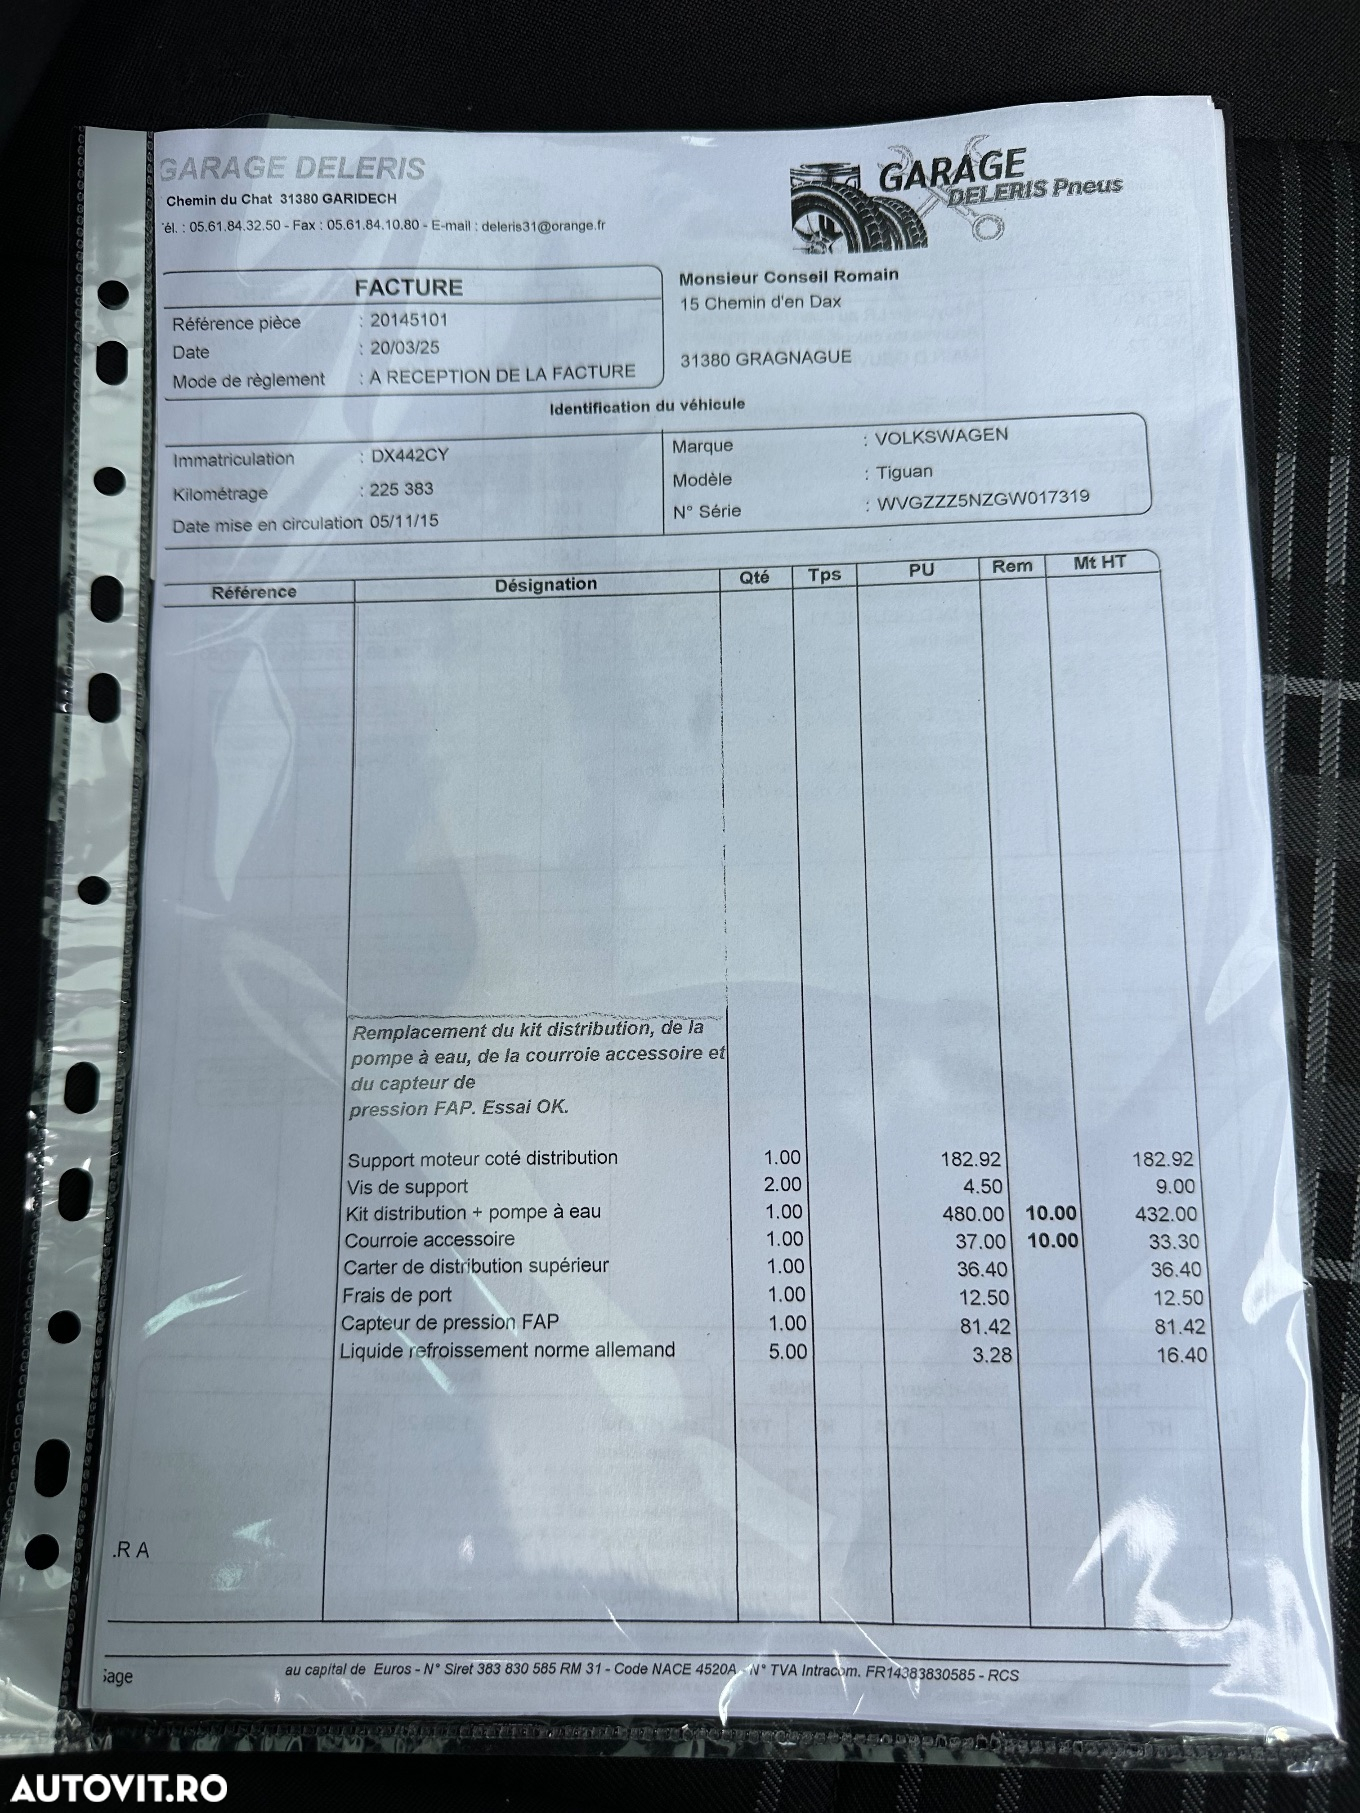 GARAGE DELERIS
Chemin du Chat 31380 GARIDECH
él. : 05.61.84.32.50 - Fax : 05.61.84.10.80 - E-mail : deleris31@orange.fr
GARAGE
DELERIS Pneus
FACTURE
Référence pièce : 20145101
Date : 20/03/25
Mode de règlement : A RECEPTION DE LA FACTURE
Monsieur Conseil Romain
15 Chemin d'en Dax
31380 GRAGNAGUE
Identification du véhicule
Immatriculation : DX442CY
Kilométrage : 225 383
Date mise en circulation 05/11/15
Marque : VOLKSWAGEN
Modèle : Tiguan
N° Série : WVGZZZ5NZGW017319
Référence Désignation Qté Tps PU Rem Mt HT
Remplacement du kit distribution, de la
pompe à eau, de la courroie accessoire et
du capteur de
pression FAP. Essai OK.
Support moteur coté distribution 1.00 182.92 182.92
Vis de support 2.00 4.50 9.00
Kit distribution + pompe à eau 1.00 480.00 10.00 432.00
Courroie accessoire 1.00 37.00 10.00 33.30
Carter de distribution supérieur 1.00 36.40 36.40
Frais de port 1.00 12.50 12.50
Capteur de pression FAP 1.00 81.42 81.42
Liquide refroissement norme allemand 5.00 3.28 16.40
.R A
Sage
au capital de Euros - N° Siret 383 830 585 RM 31 - Code NACE 4520A - N° TVA Intracom. FR14383830585 - RCS
AUTOVIT.RO